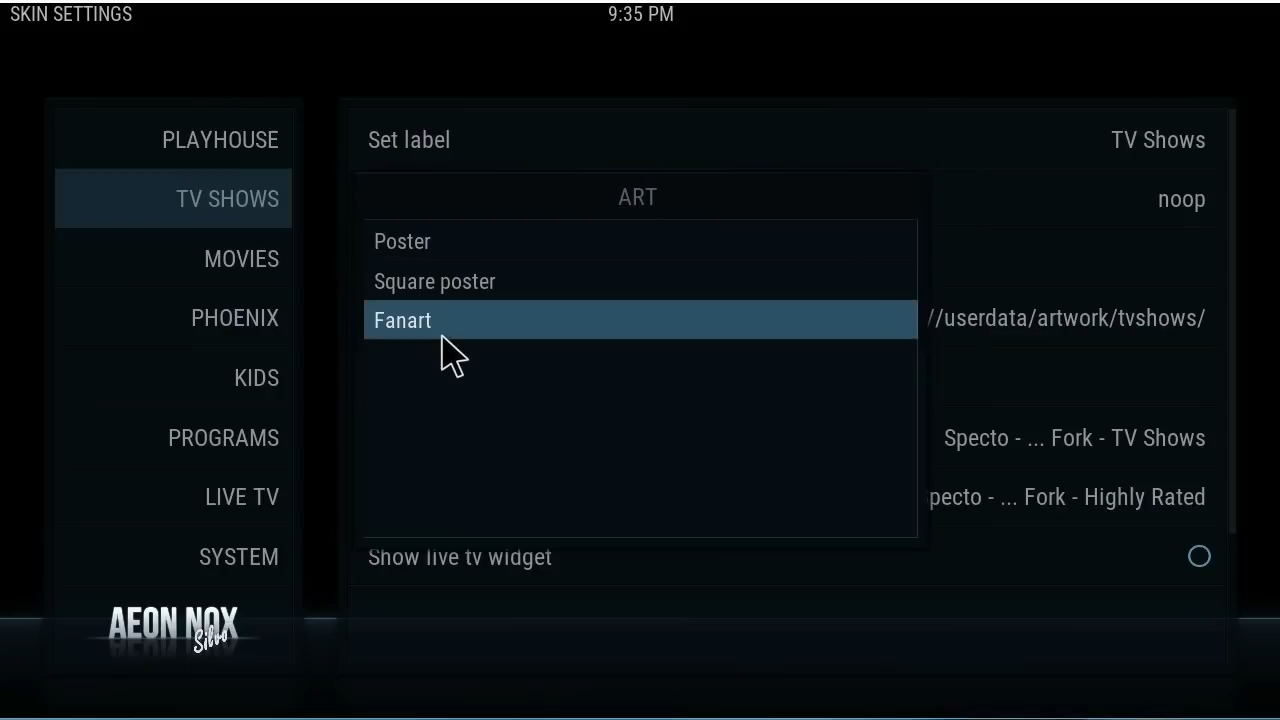 SKIN SETTINGS
9:35 PM
PLAYHOUSE
TV SHOWS
MOVIES
PHOENIX
KIDS
PROGRAMS
LIVE TV
SYSTEM
AEON NOX
Silvo
Set label
TV Shows
noop
ART
Poster
Square poster
Fanart
//userdata/artwork/tvshows/
Specto - ... Fork - TV Shows
pecto - ... Fork - Highly Rated
Show live tv widget